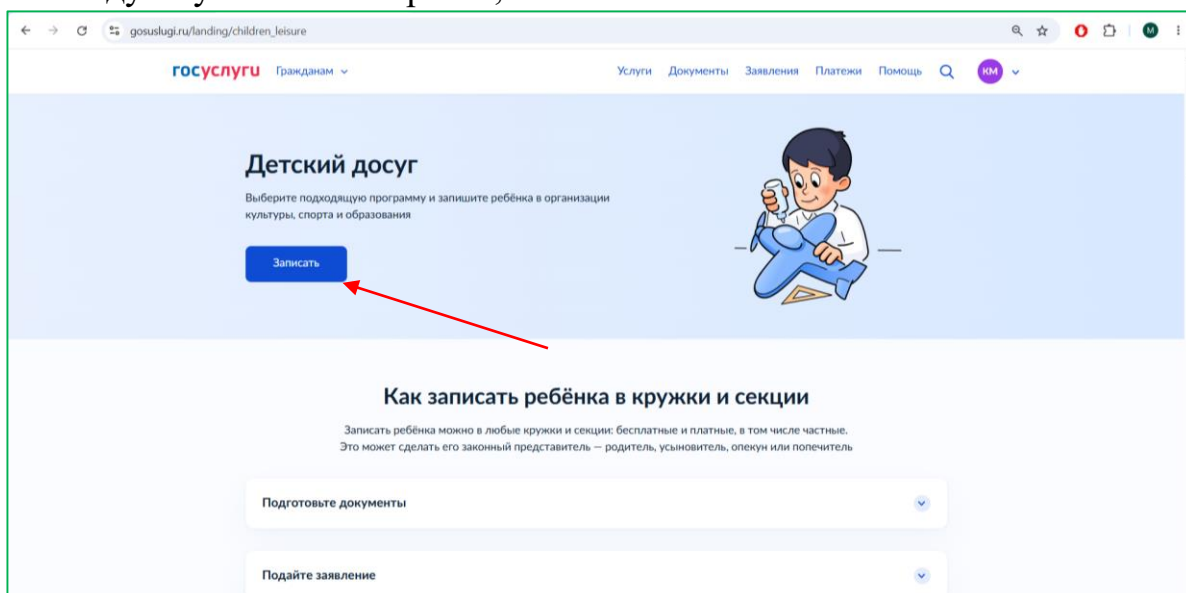 gosuslugi.ru/landing/children_leisure
M
госуслуги Гражданам Услуги Документы Заявления Платежи Помощь КМ
Детский досуг
Выберите подходящую программу и запишите ребёнка в организации
культуры, спорта и образования
Записать
Как записать ребёнка в кружки и секции
Записать ребёнка можно в любые кружки и секции: бесплатные и платные, в том числе частные.
Это может сделать его законный представитель — родитель, усыновитель, опекун или попечитель
Подготовьте документы
Подайте заявление